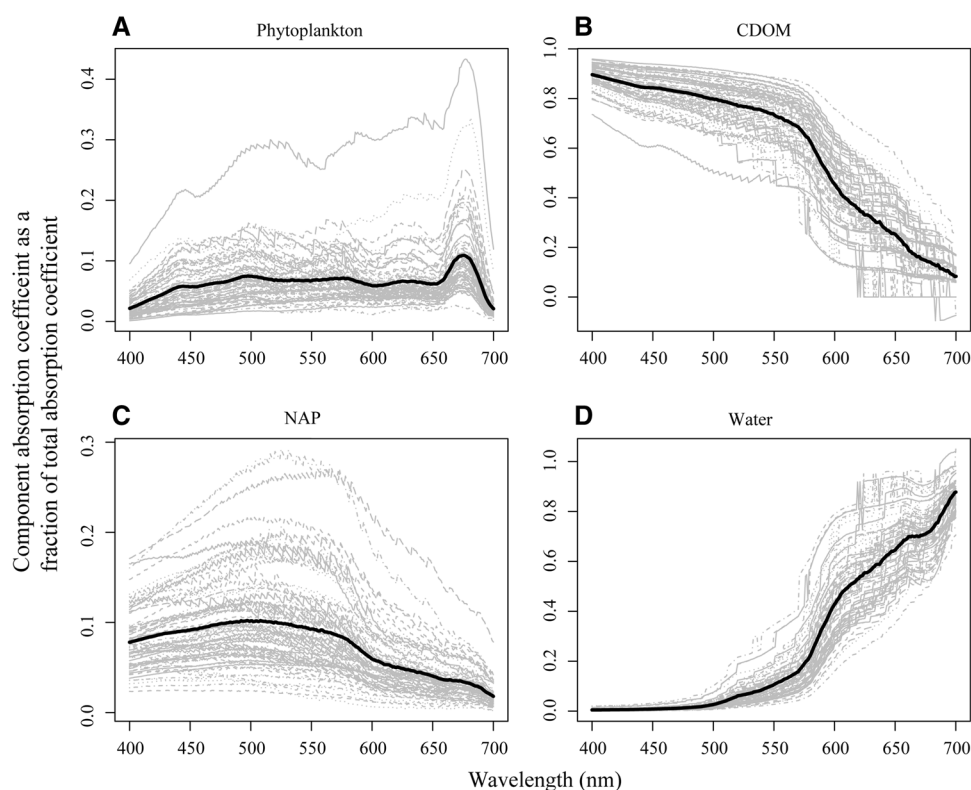 A Phytoplankton
B CDOM
0.0 0.1 0.2 0.3 0.4
400 450 500 550 600 650 700
0.0 0.2 0.4 0.6 0.8 1.0
400 450 500 550 600 650 700
C NAP
D Water
0.0 0.1 0.2 0.3
400 450 500 550 600 650 700
0.0 0.2 0.4 0.6 0.8 1.0
400 450 500 550 600 650 700
Component absorption coefficeint as a
fraction of total absorption coefficient
Wavelength (nm)